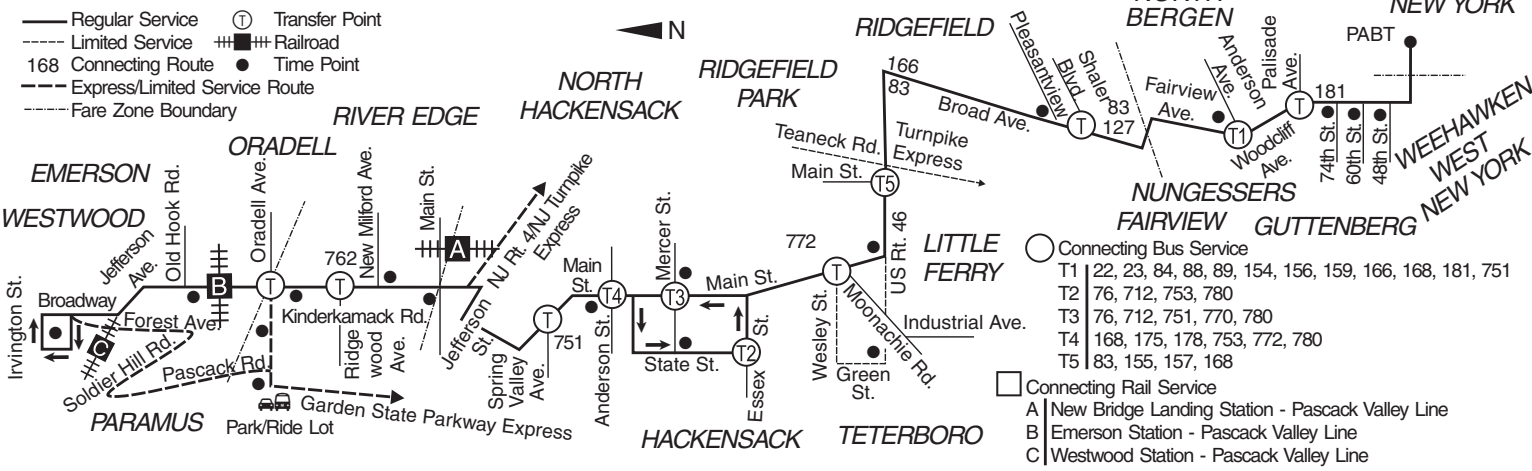 Regular Service
T Transfer Point
Limited Service
Railroad
168 Connecting Route
Time Point
Express/Limited Service Route
Fare Zone Boundary
N
EMERSON
WESTWOOD
ORADELL
RIVER EDGE
NORTH
HACKENSACK
RIDGEFIELD
PARK
RIDGEFIELD
BERGEN
NEW YORK
PABT
Irvington St.
Broadway
Jefferson
Ave.
Old Hook Rd.
Forest Ave.
C
Soldier Hill Rd.
Pascack Rd.
PARAMUS
B
Oradell Ave.
T
Park/Ride Lot
Garden State Parkway Express
762
T
Kinderkamack Rd.
Ridge
wood
Ave.
New Milford Ave.
Main St.
A
Jefferson
St.
NJ Rt. 4/NJ Turnpike
Express
Spring
Valley
Ave.
T
751
Main
St.
Anderson St.
T4
Mercer St.
T3
Main St.
State St.
T2
Essex
St.
HACKENSACK
772
T
Wesley St.
Moonachie Rd.
Green
St.
US Rt. 46
Industrial Ave.
TETERBORO
LITTLE
FERRY
Teaneck Rd.
Main St.
T5
Turnpike
Express
166
83
Broad Ave.
Pleasantview
Blvd
Shaler
T
83
127
Fairview
Ave.
T1
Anderson
Ave.
Palisade
Ave.
T
Woodcliff
Ave.
181
74th St.
60th St.
48th St.
WEEHAWKEN
WEST
NEW YORK
NUNGESSERS
FAIRVIEW
GUTTENBERG
Connecting Bus Service
T1 22, 23, 84, 88, 89, 154, 156, 159, 166, 168, 181, 751
T2 76, 712, 753, 780
T3 76, 712, 751, 770, 780
T4 168, 175, 178, 753, 772, 780
T5 83, 155, 157, 168
Connecting Rail Service
A New Bridge Landing Station - Pascack Valley Line
B Emerson Station - Pascack Valley Line
C Westwood Station - Pascack Valley Line